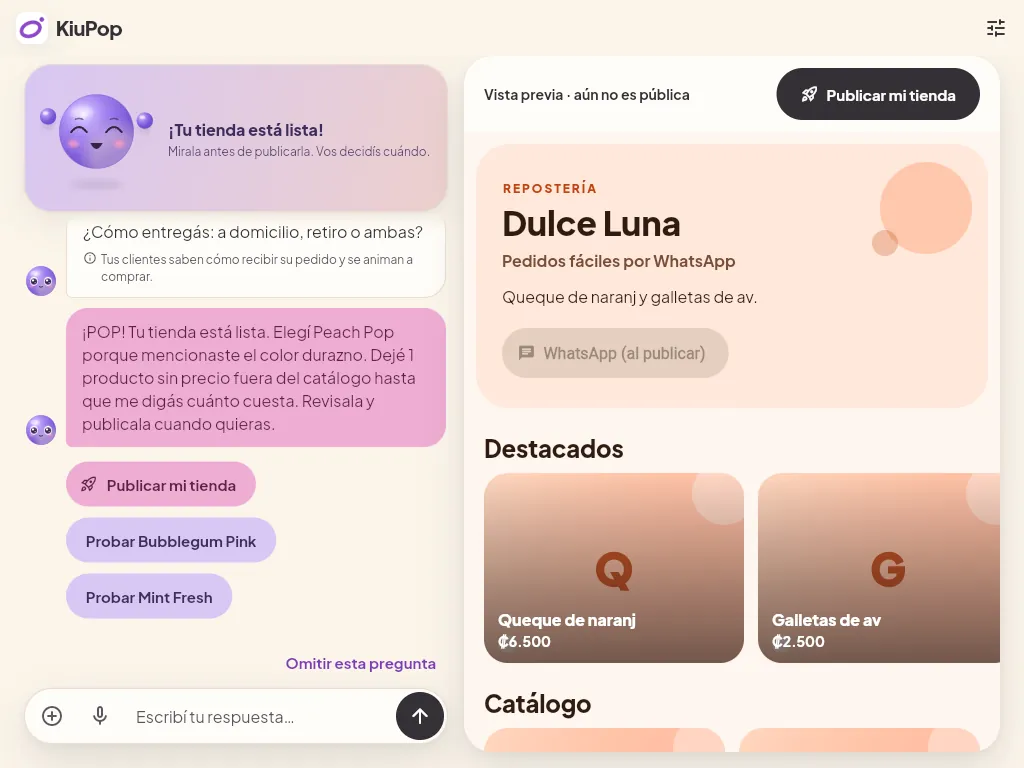 KiuPop
¡Tu tienda está lista!
Mirala antes de publicarla. Vos decidís cuándo.
¿Cómo entregás: a domicilio, retiro o ambas?
Tus clientes saben cómo recibir su pedido y se animan a
comprar.
¡POP! Tu tienda está lista. Elegí Peach Pop
porque mencionaste el color durazno. Dejé 1
producto sin precio fuera del catálogo hasta
que me digás cuánto cuesta. Revisala y
publicala cuando quieras.
Publicar mi tienda
Probar Bubblegum Pink
Probar Mint Fresh
Omitir esta pregunta
Escribí tu respuesta...
Vista previa · aún no es pública
Publicar mi tienda
REPOSTERÍA
Dulce Luna
Pedidos fáciles por WhatsApp
Queque de naranj y galletas de av.
WhatsApp (al publicar)
Destacados
Q
Queque de naranj
₡6.500
G
Galletas de av
₡2.500
Catálogo